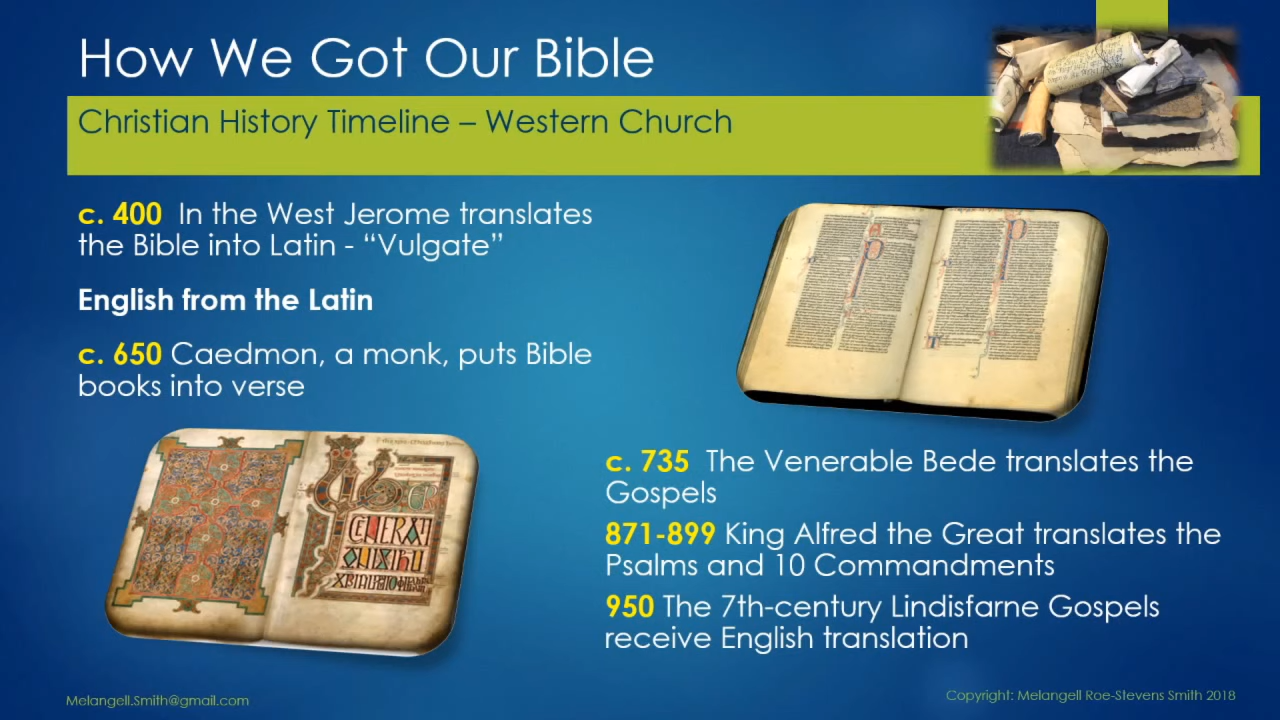 How We Got Our Bible
Christian History Timeline – Western Church
c. 400 In the West Jerome translates
the Bible into Latin - “Vulgate”
English from the Latin
c. 650 Caedmon, a monk, puts Bible
books into verse
c. 735 The Venerable Bede translates the
Gospels
871-899 King Alfred the Great translates the
Psalms and 10 Commandments
950 The 7th-century Lindisfarne Gospels
receive English translation
Melangell.Smith@gmail.com
Copyright: Melangell Roe-Stevens Smith 2018